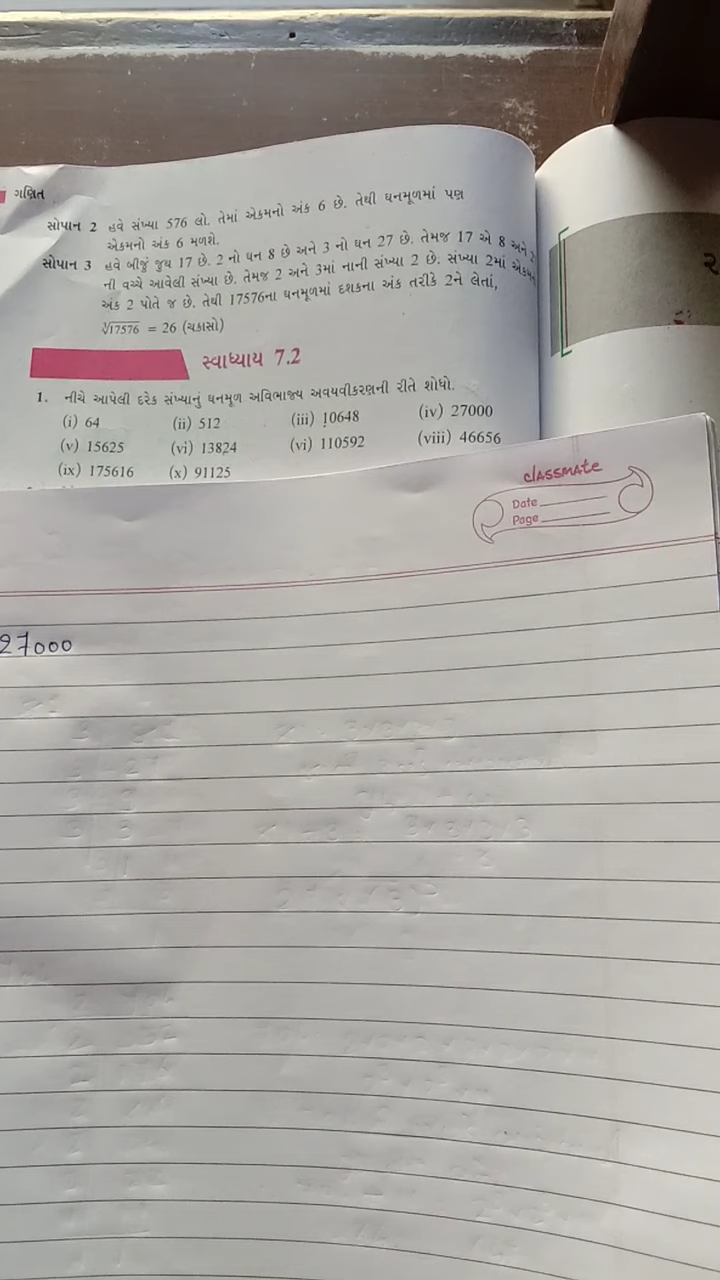 ગણિત
સોપાન 2 હવે સંખ્યા 576 લો. તેમાં એકમનો અંક 6 છે. તેથી ઘનમૂળમાં પણ
એકમનો અંક 6 મળશે.
સોપાન 3 હવે બીજું જુથ 17 છે. 2 નો ઘન 8 છે અને 3 નો ઘન 27 છે. તેમજ 17 એ 8 અને
ની વચ્ચે આવેલી સંખ્યા છે. તેમજ 2 અને 3માં નાની સંખ્યા 2 છે. સંખ્યા 2માં એકમનો
અંક 2 પોતે જ છે. તેથી 17576ના ઘનમૂળમાં દશકના અંક તરીકે 2ને લેતાં,
∛17576 = 26 (ચકાસો)
સ્વાધ્યાય 7.2
1. નીચે આપેલી દરેક સંખ્યાનું ઘનમૂળ અવિભાજ્ય અવયવીકરણની રીતે શોધો.
(i) 64 (ii) 512 (iii) 10648 (iv) 27000
(v) 15625 (vi) 13824 (vi) 110592 (viii) 46656
(ix) 175616 (x) 91125
classmate
Date
Page
27000